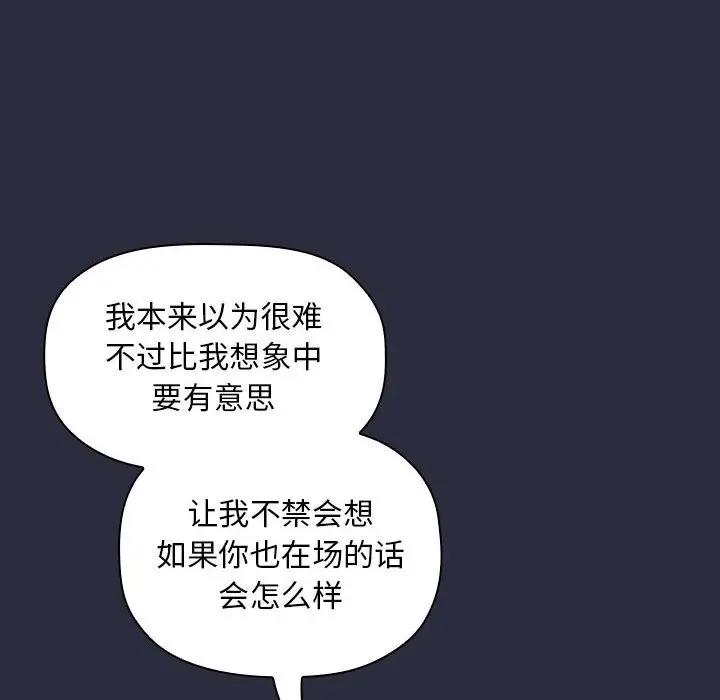 我本来以为很难
不过比我想象中
要有意思
让我不禁会想
如果你也在场的话
会怎么样